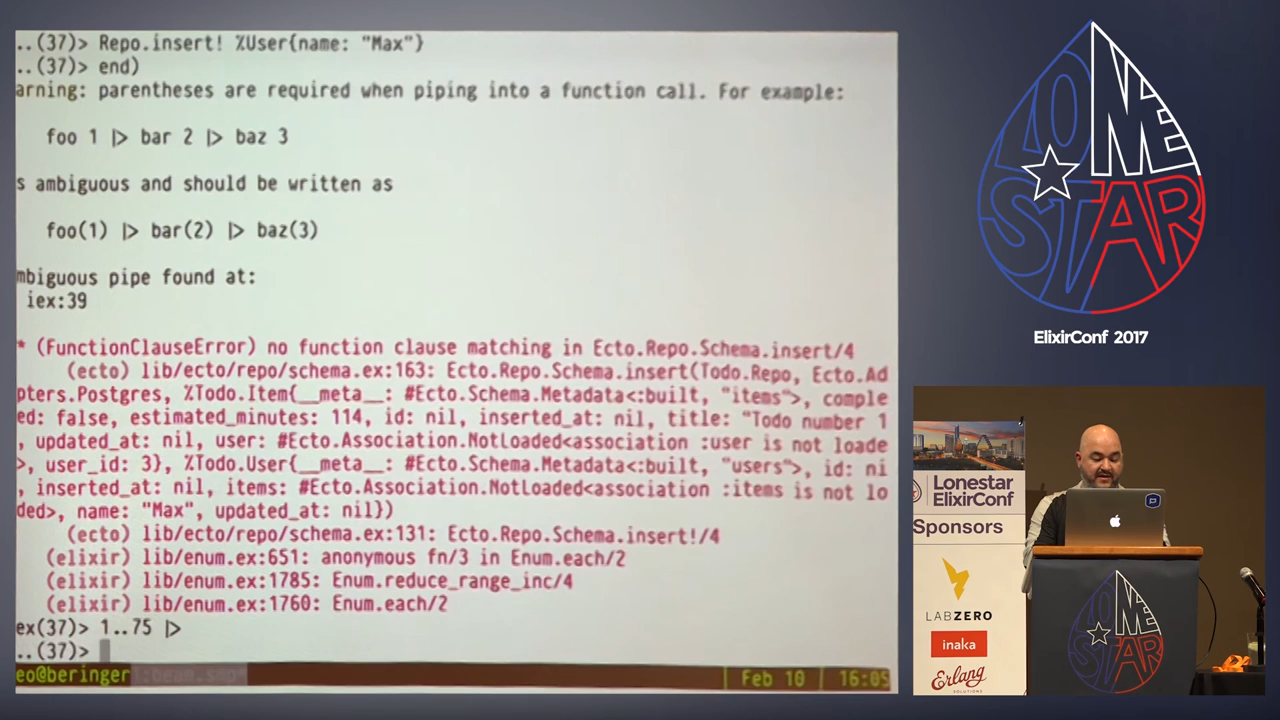 ..(37)> Repo.insert! %User{name: "Max"}
..(37)> end)
arning: parentheses are required when piping into a function call. For example:
foo 1 |> bar 2 |> baz 3
s ambiguous and should be written as
foo(1) |> bar(2) |> baz(3)
mbiguous pipe found at:
iex:39
* (FunctionClauseError) no function clause matching in Ecto.Repo.Schema.insert/4
(ecto) lib/ecto/repo/schema.ex:163: Ecto.Repo.Schema.insert(Todo.Repo, Ecto.Ad
pters.Postgres, %Todo.Item{__meta__: #Ecto.Schema.Metadata<:built, "items">, comple
ed: false, estimated_minutes: 114, id: nil, inserted_at: nil, title: "Todo number 1
, updated_at: nil, user: #Ecto.Association.NotLoaded<association :user is not loade
>, user_id: 3}, %Todo.User{__meta__: #Ecto.Schema.Metadata<:built, "users">, id: ni
, inserted_at: nil, items: #Ecto.Association.NotLoaded<association :items is not lo
ded>, name: "Max", updated_at: nil})
(ecto) lib/ecto/repo/schema.ex:131: Ecto.Repo.Schema.insert!/4
(elixir) lib/enum.ex:651: anonymous fn/3 in Enum.each/2
(elixir) lib/enum.ex:1785: Enum.reduce_range_inc/4
(elixir) lib/enum.ex:1760: Enum.each/2
ex(37)> 1..75 |>
..(37)>
eo@beringer 1:beam.smp*
Feb 10 | 16:05
LONE
STAR
ElixirConf 2017
Lonestar
ElixirConf
Sponsors
LABZERO
inaka
Erlang
SOLUTIONS
LONE
STAR